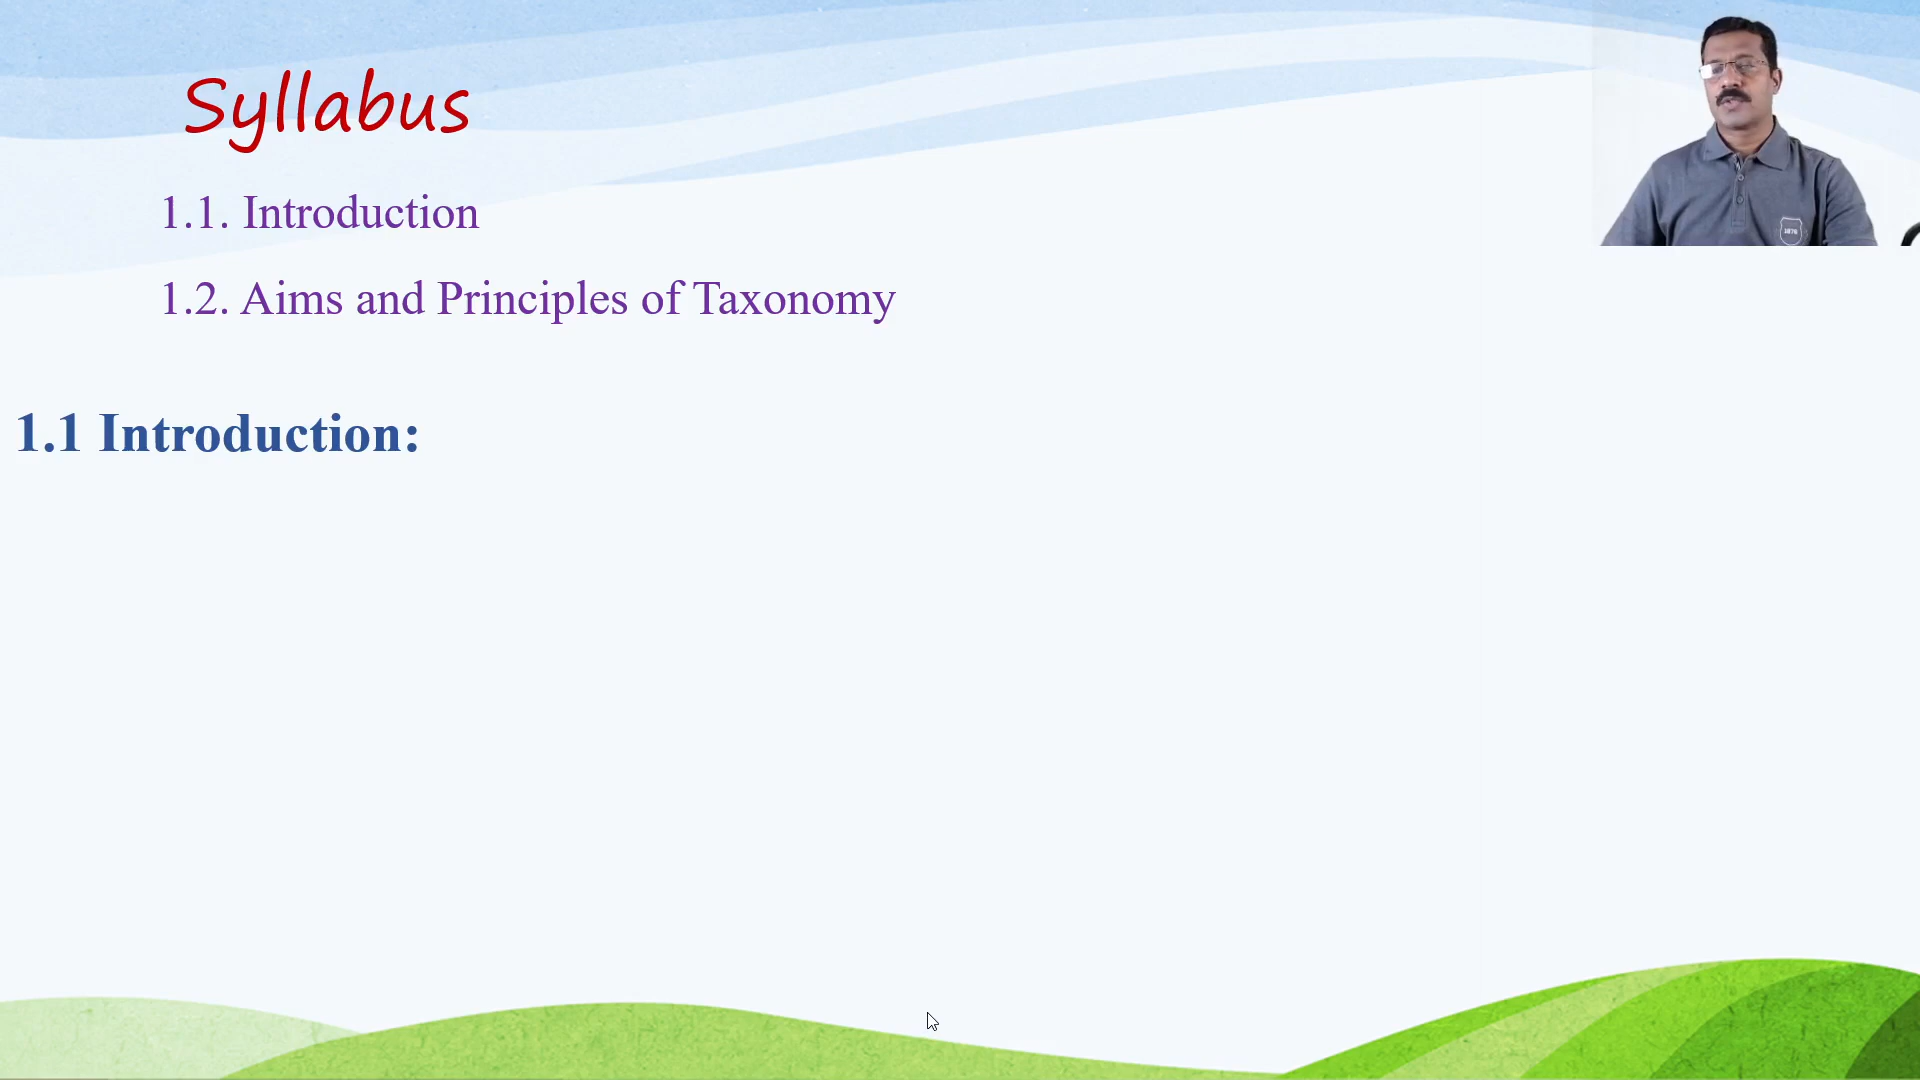 Syllabus
1.1. Introduction
1.2. Aims and Principles of Taxonomy
1.1 Introduction: